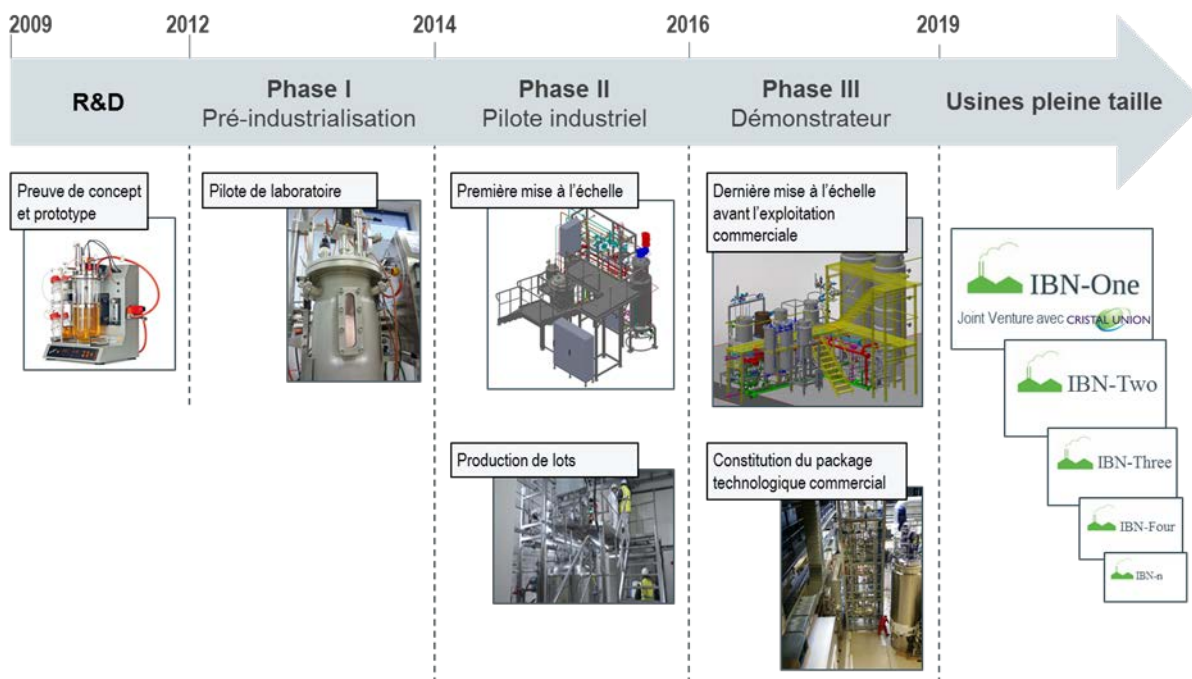 2009
2012
2014
2016
2019
R&D
Phase I
Pré-industrialisation
Phase II
Pilote industriel
Phase III
Démonstrateur
Usines pleine taille
Preuve de concept
et prototype
Pilote de laboratoire
Première mise à l'échelle
Dernière mise à l'échelle
avant l'exploitation
commerciale
IBN-One
Joint Venture avec CRISTAL UNION
IBN-Two
Production de lots
Constitution du package
technologique commercial
IBN-Three
IBN-Four
IBN-n